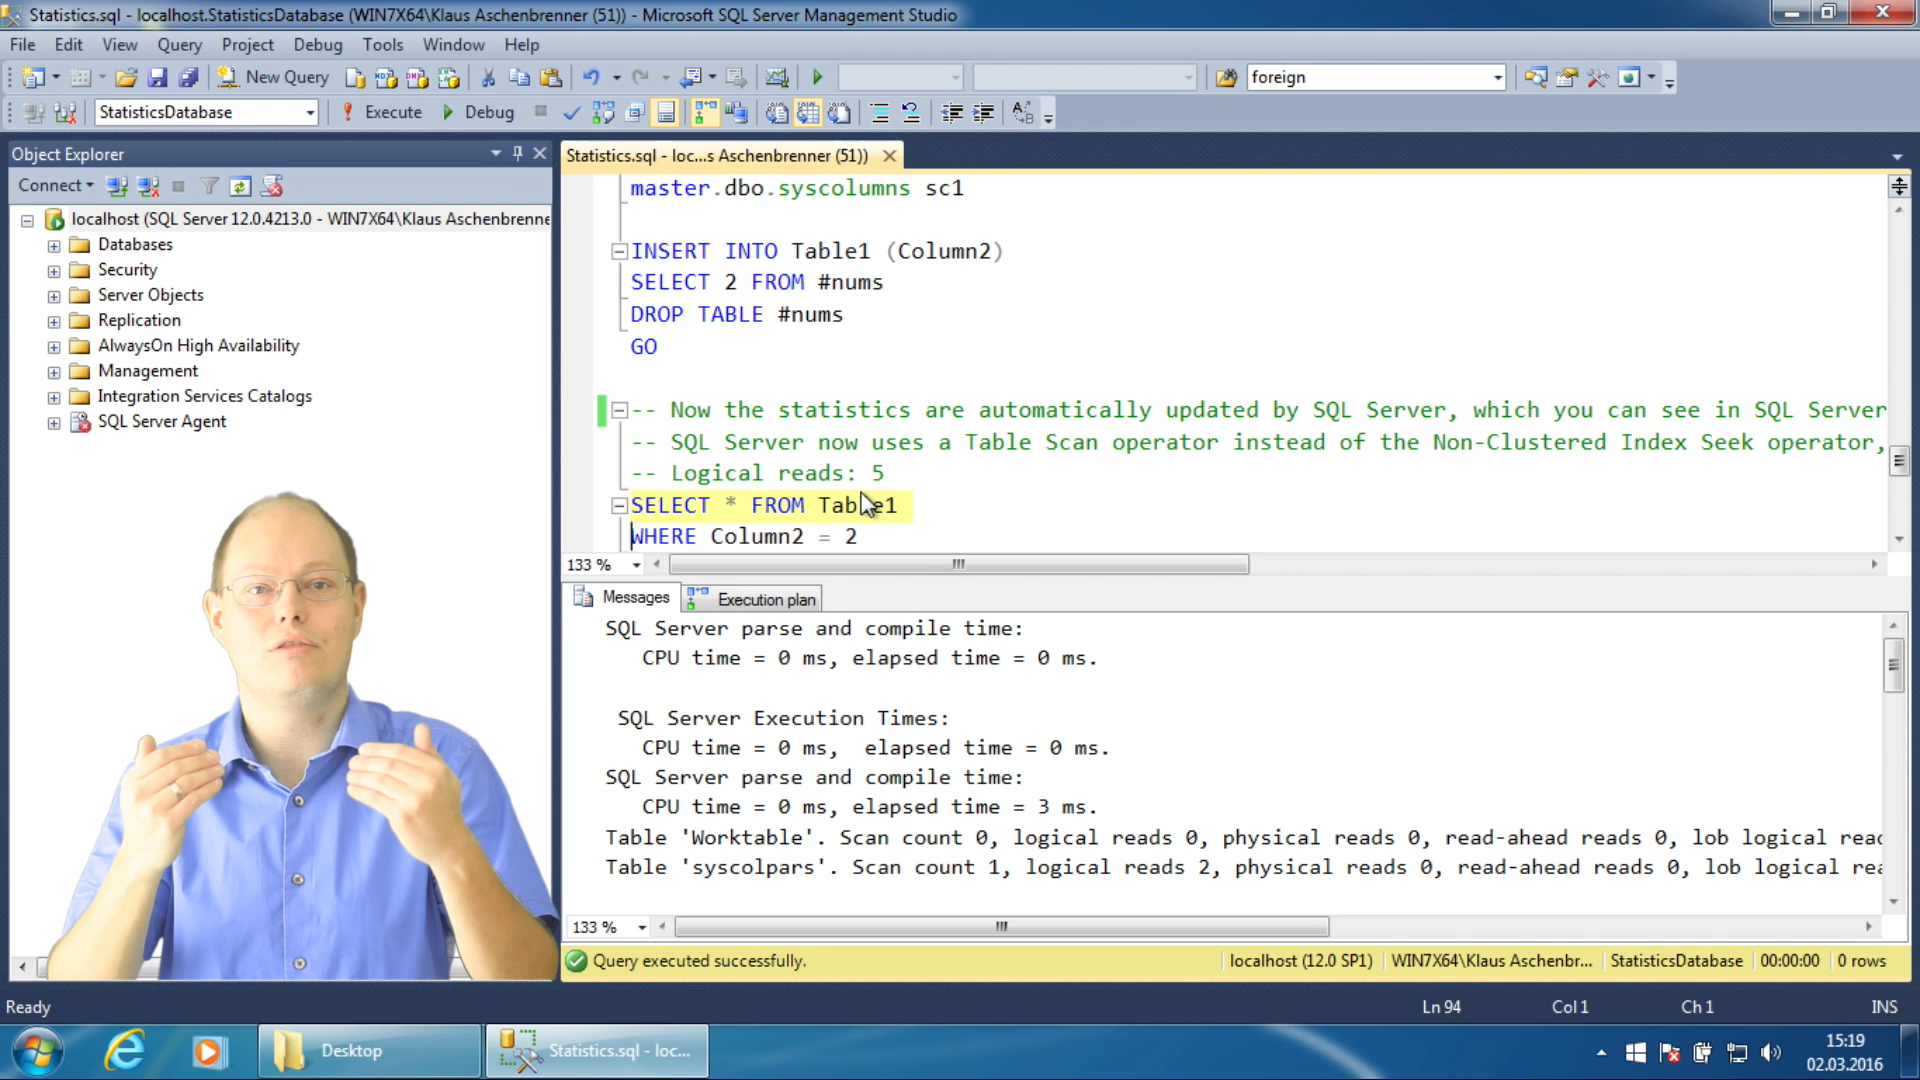 Statistics.sql - localhost.StatisticsDatabase (WIN7X64\Klaus Aschenbrenner (51)) - Microsoft SQL Server Management Studio
File Edit View Query Project Debug Tools Window Help
New Query
foreign
StatisticsDatabase
Execute
Debug
Object Explorer
Connect
localhost (SQL Server 12.0.4213.0 - WIN7X64\Klaus Aschenbrenne
Databases
Security
Server Objects
Replication
AlwaysOn High Availability
Management
Integration Services Catalogs
SQL Server Agent
Statistics.sql - loc...s Aschenbrenner (51))
master.dbo.syscolumns sc1
INSERT INTO Table1 (Column2)
SELECT 2 FROM #nums
DROP TABLE #nums
GO
-- Now the statistics are automatically updated by SQL Server, which you can see in SQL Server
-- SQL Server now uses a Table Scan operator instead of the Non-Clustered Index Seek operator,
-- Logical reads: 5
SELECT * FROM Table1
WHERE Column2 = 2
133 %
Messages
Execution plan
SQL Server parse and compile time:
CPU time = 0 ms, elapsed time = 0 ms.
SQL Server Execution Times:
CPU time = 0 ms, elapsed time = 0 ms.
SQL Server parse and compile time:
CPU time = 0 ms, elapsed time = 3 ms.
Table 'Worktable'. Scan count 0, logical reads 0, physical reads 0, read-ahead reads 0, lob logical read
Table 'syscolpars'. Scan count 1, logical reads 2, physical reads 0, read-ahead reads 0, lob logical rea
133 %
Query executed successfully.
localhost (12.0 SP1)
WIN7X64\Klaus Aschenbr...
StatisticsDatabase
00:00:00
0 rows
Ready
Ln 94
Col 1
Ch 1
INS
Desktop
Statistics.sql - loc...
15:19
02.03.2016